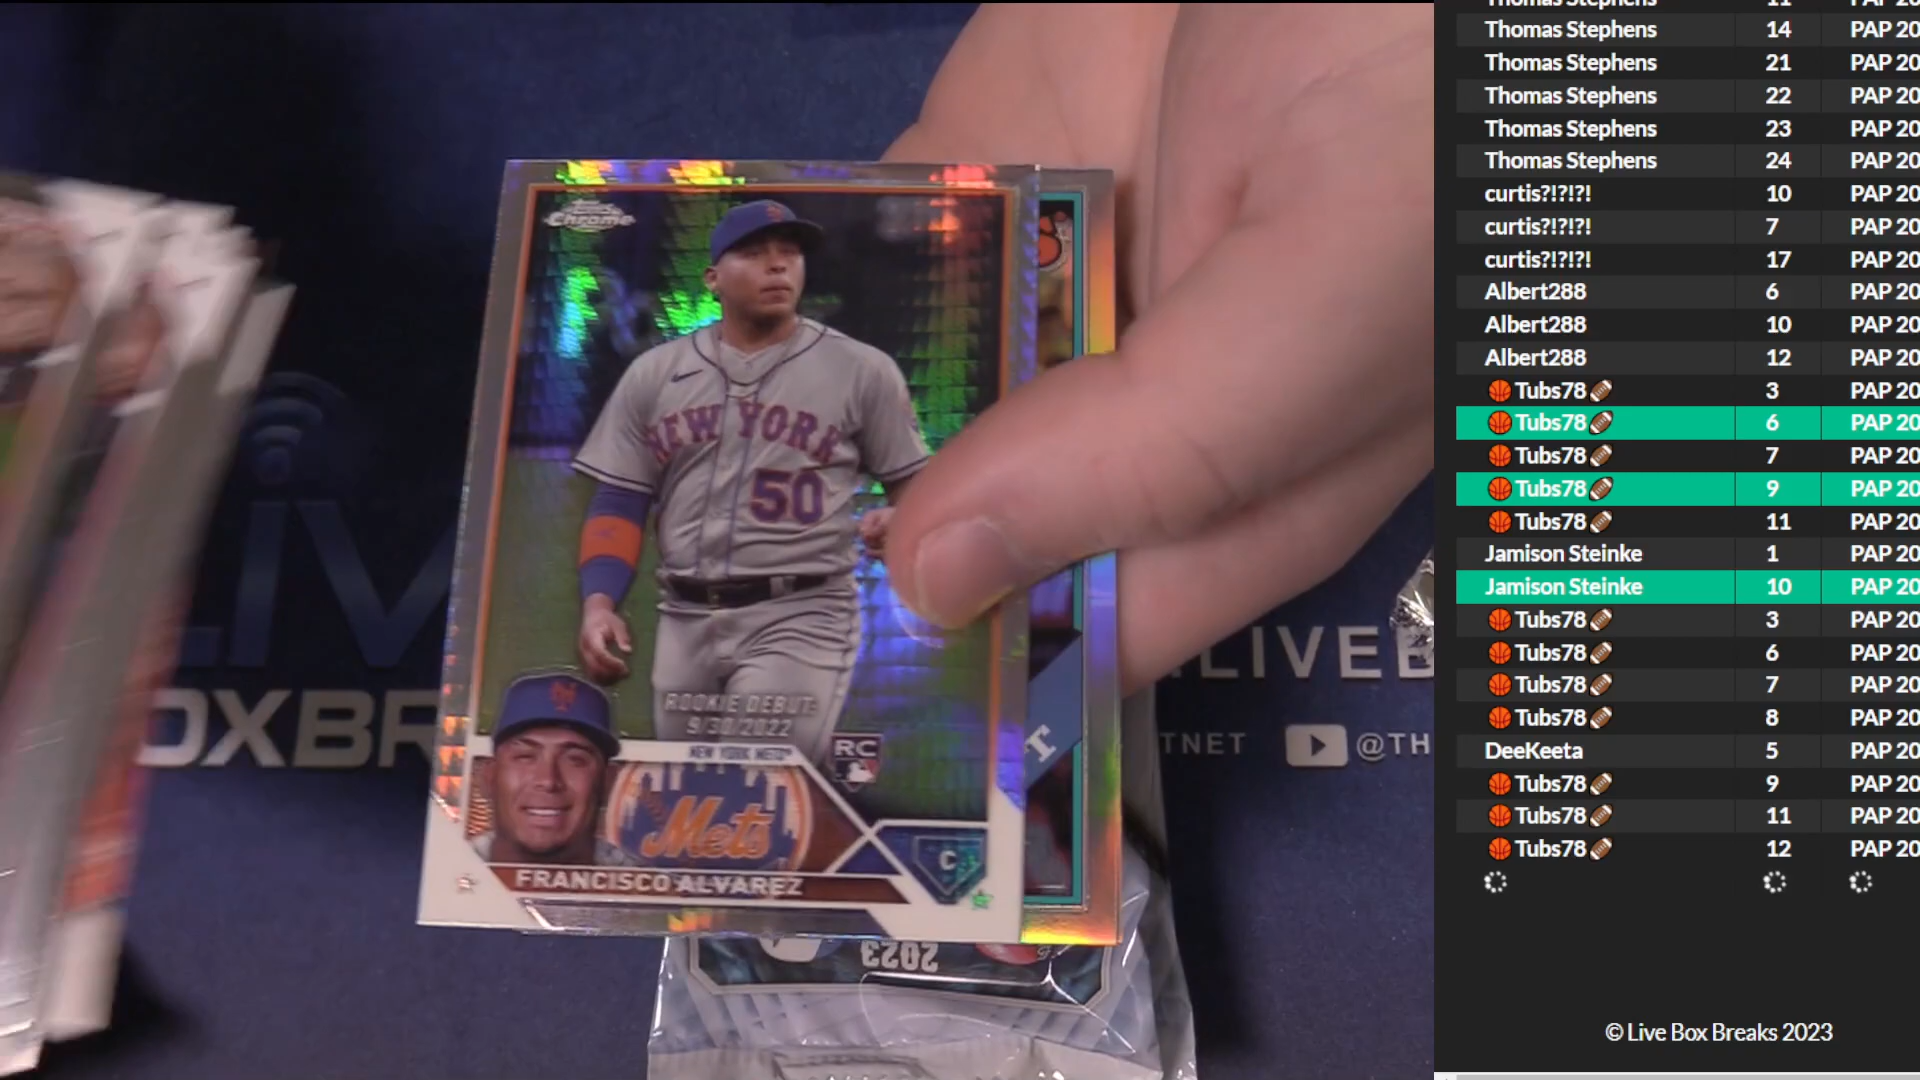 Topps
Chrome
NEW YORK
50
ROOKIE DEBUT:
9/30/2022
NEW YORK METS
RC
Mets
C
FRANCISCO ALVAREZ
T
2023
LIV
OXBR
.LIVEB
TNET
@TH
Thomas Stephens 11 PAP 20
Thomas Stephens 14 PAP 20
Thomas Stephens 21 PAP 20
Thomas Stephens 22 PAP 20
Thomas Stephens 23 PAP 20
Thomas Stephens 24 PAP 20
curtis?!?!?! 10 PAP 20
curtis?!?!?! 7 PAP 20
curtis?!?!?! 17 PAP 20
Albert288 6 PAP 20
Albert288 10 PAP 20
Albert288 12 PAP 20
🏀Tubs78🏈 3 PAP 20
🏀Tubs78🏈 6 PAP 20
🏀Tubs78🏈 7 PAP 20
🏀Tubs78🏈 9 PAP 20
🏀Tubs78🏈 11 PAP 20
Jamison Steinke 1 PAP 20
Jamison Steinke 10 PAP 20
🏀Tubs78🏈 3 PAP 20
🏀Tubs78🏈 6 PAP 20
🏀Tubs78🏈 7 PAP 20
🏀Tubs78🏈 8 PAP 20
DeeKeeta 5 PAP 20
🏀Tubs78🏈 9 PAP 20
🏀Tubs78🏈 11 PAP 20
🏀Tubs78🏈 12 PAP 20
© Live Box Breaks 2023